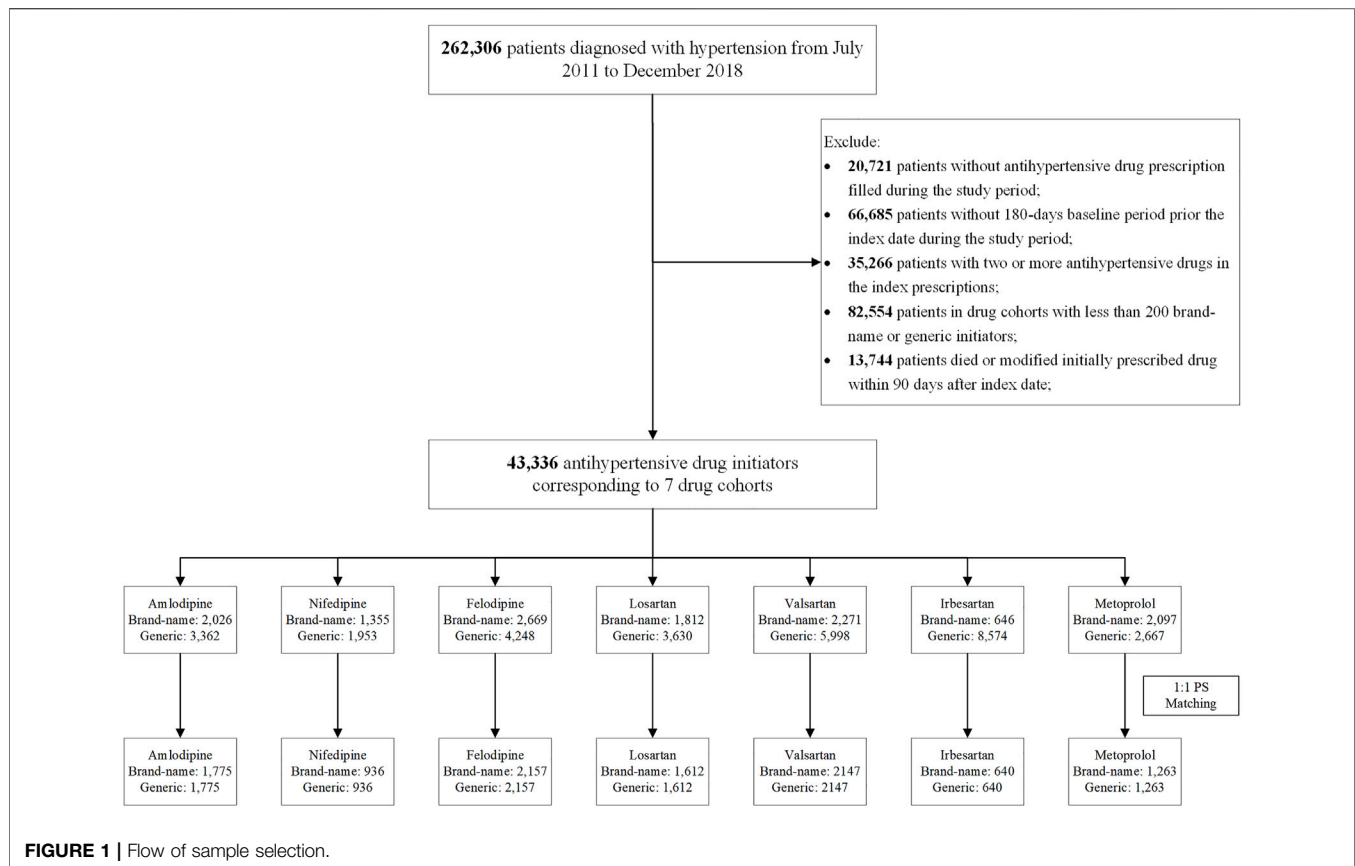 262,306 patients diagnosed with hypertension from July
2011 to December 2018
Exclude:
• 20,721 patients without antihypertensive drug prescription
filled during the study period;
• 66,685 patients without 180-days baseline period prior the
index date during the study period;
• 35,266 patients with two or more antihypertensive drugs in
the index prescriptions;
• 82,554 patients in drug cohorts with less than 200 brand-
name or generic initiators;
• 13,744 patients died or modified initially prescribed drug
within 90 days after index date;
43,336 antihypertensive drug initiators
corresponding to 7 drug cohorts
Amlodipine
Brand-name: 2,026
Generic: 3,362
Nifedipine
Brand-name: 1,355
Generic: 1,953
Felodipine
Brand-name: 2,669
Generic: 4,248
Losartan
Brand-name: 1,812
Generic: 3,630
Valsartan
Brand-name: 2,271
Generic: 5,998
Irbesartan
Brand-name: 646
Generic: 8,574
Metoprolol
Brand-name: 2,097
Generic: 2,667
1:1 PS
Matching
Amlodipine
Brand-name: 1,775
Generic: 1,775
Nifedipine
Brand-name: 936
Generic: 936
Felodipine
Brand-name: 2,157
Generic: 2,157
Losartan
Brand-name: 1,612
Generic: 1,612
Valsartan
Brand-name: 2147
Generic: 2147
Irbesartan
Brand-name: 640
Generic: 640
Metoprolol
Brand-name: 1,263
Generic: 1,263
FIGURE 1 | Flow of sample selection.